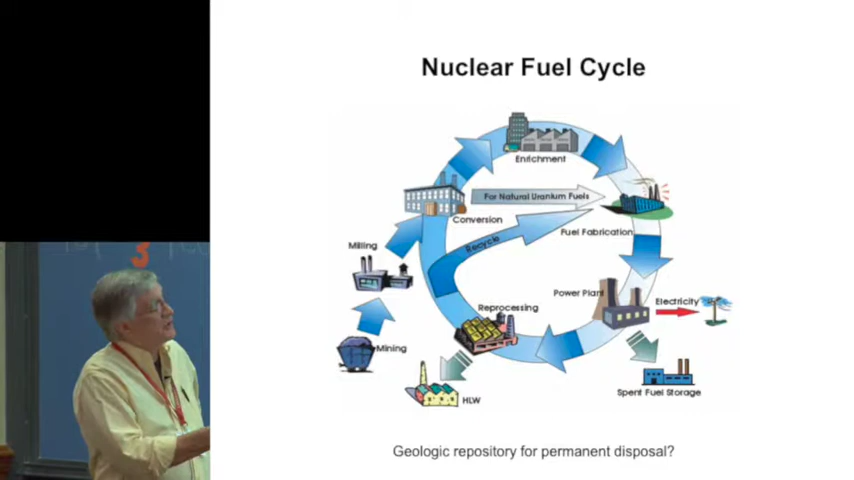 Nuclear Fuel Cycle
Enrichment
For Natural Uranium Fuels
Conversion
Recycle
Fuel Fabrication
Milling
Power Plant
Electricity
Reprocessing
Mining
Spent Fuel Storage
HLW
Geologic repository for permanent disposal?
3